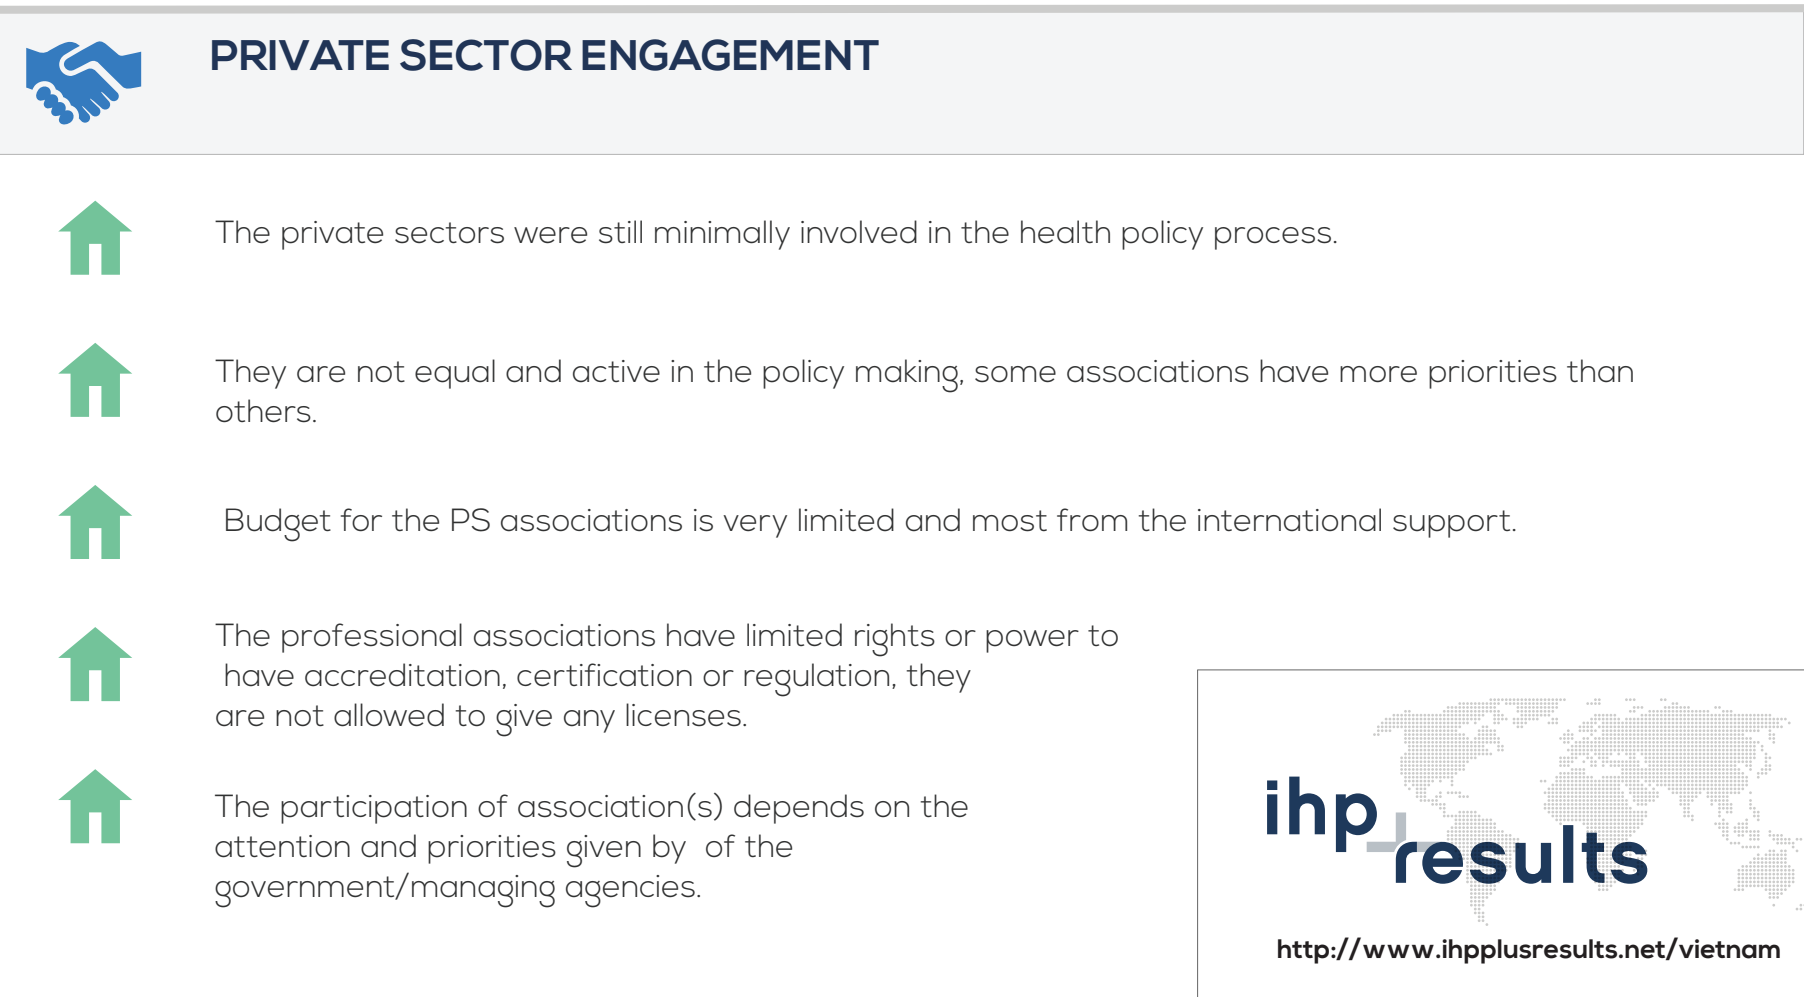 PRIVATE SECTOR ENGAGEMENT
The private sectors were still minimally involved in the health policy process.
They are not equal and active in the policy making, some associations have more priorities than
others.
Budget for the PS associations is very limited and most from the international support.
The professional associations have limited rights or power to
have accreditation, certification or regulation, they
are not allowed to give any licenses.
The participation of association(s) depends on the
attention and priorities given by of the
government/managing agencies.
ihp
results
http://www.ihpplusresults.net/vietnam